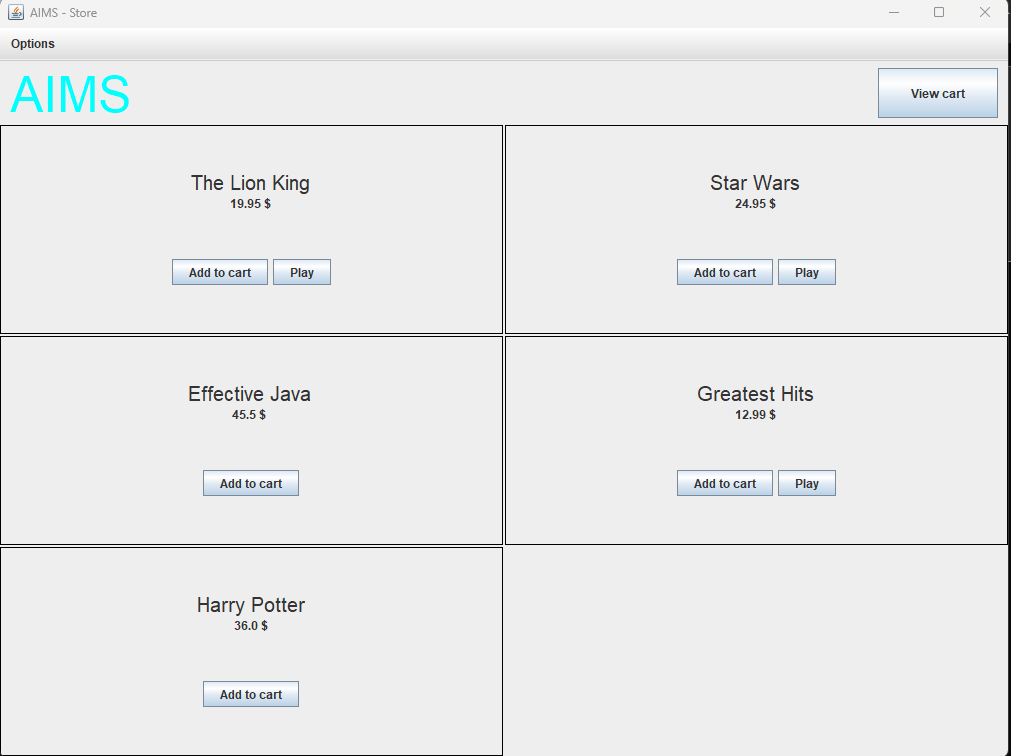 AIMS - Store
Options
AIMS
View cart
The Lion King
19.95 $
Add to cart Play
Star Wars
24.95 $
Add to cart Play
Effective Java
45.5 $
Add to cart
Greatest Hits
12.99 $
Add to cart Play
Harry Potter
36.0 $
Add to cart